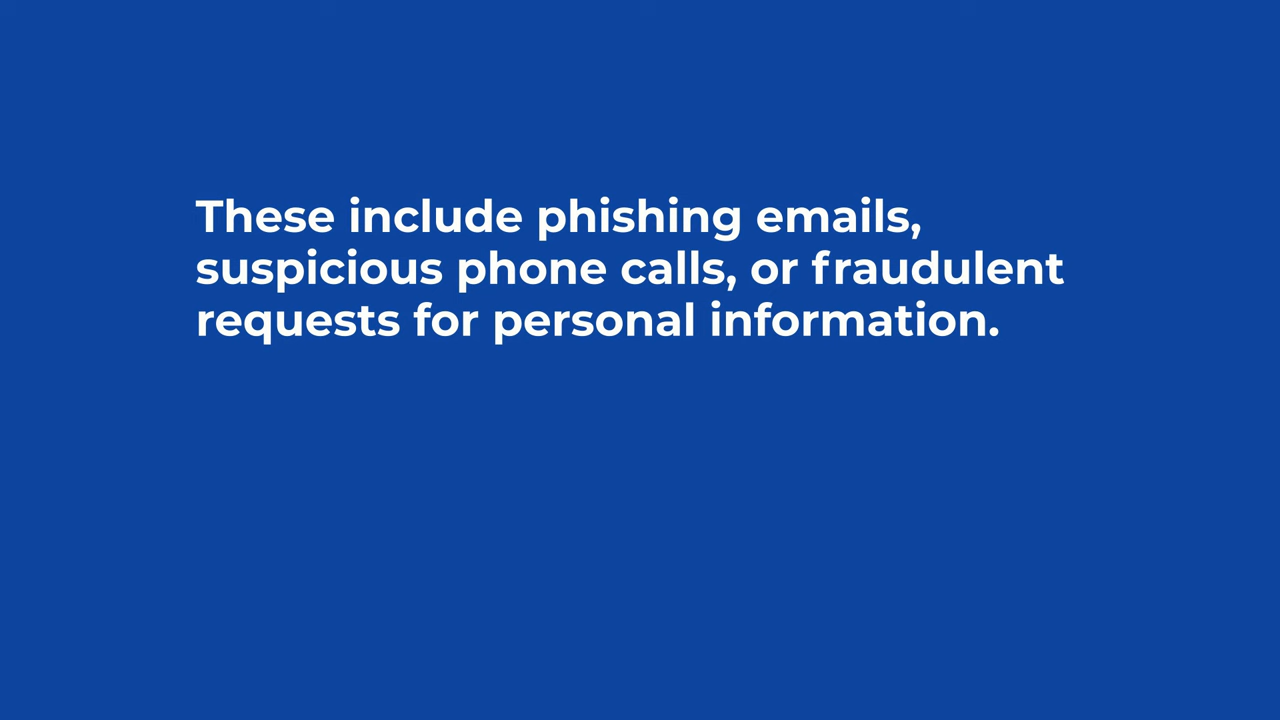 These include phishing emails,
suspicious phone calls, or fraudulent
requests for personal information.